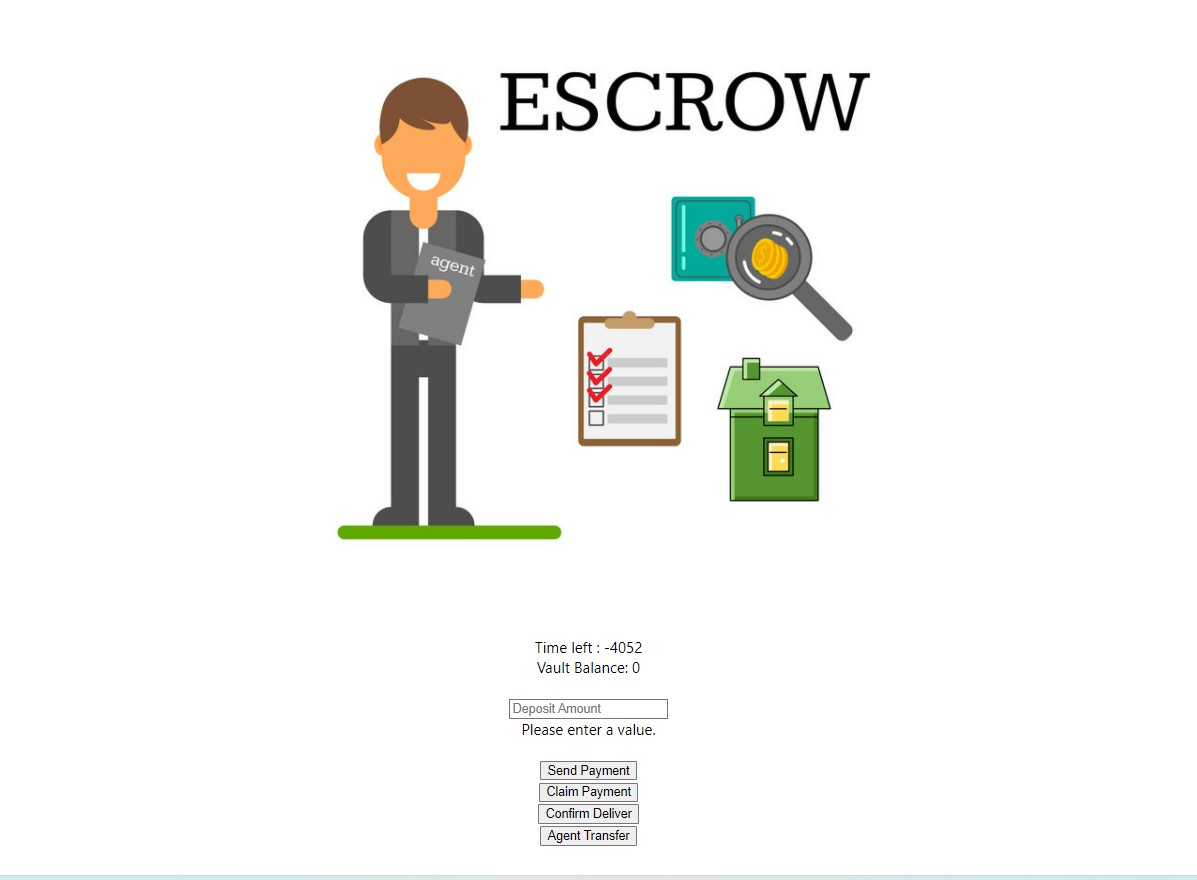 ESCROW
agent
Time left : -4052
Vault Balance: 0
Deposit Amount
Please enter a value.
Send Payment
Claim Payment
Confirm Deliver
Agent Transfer